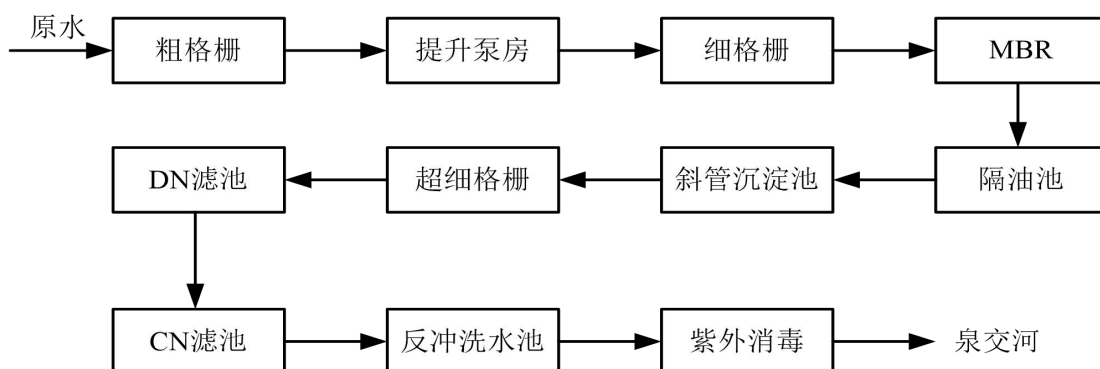 原水
粗格栅
提升泵房
细格栅
MBR
隔油池
斜管沉淀池
超细格栅
DN滤池
CN滤池
反冲洗水池
紫外消毒
泉交河